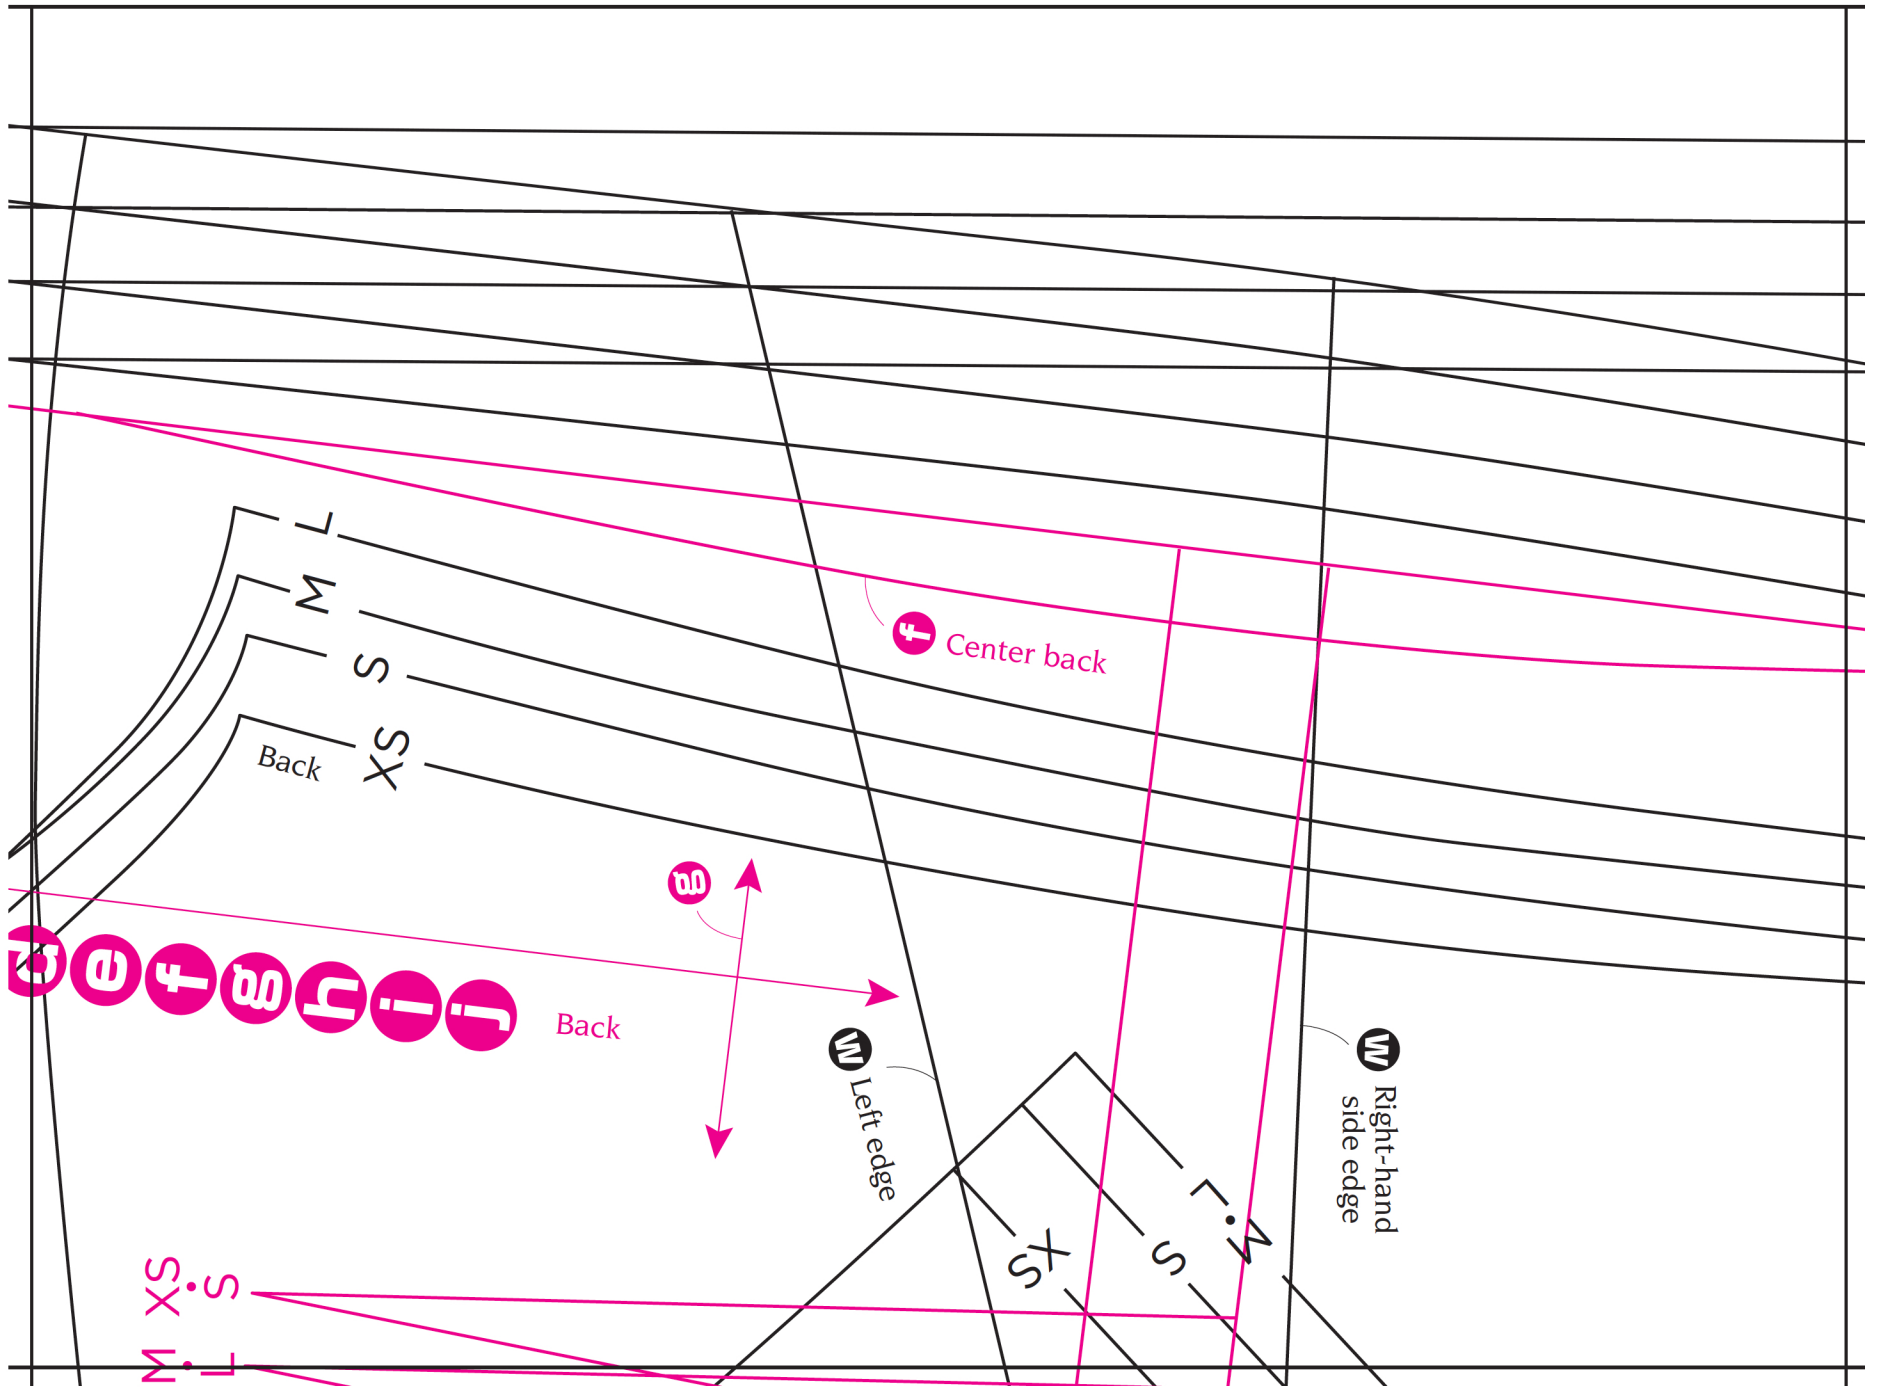 L
M
S
XS
Back
f Center back
g
d e f g h i j Back
W Left edge
W Right-hand
side edge
XS
S
L•M
XS•S
M•L